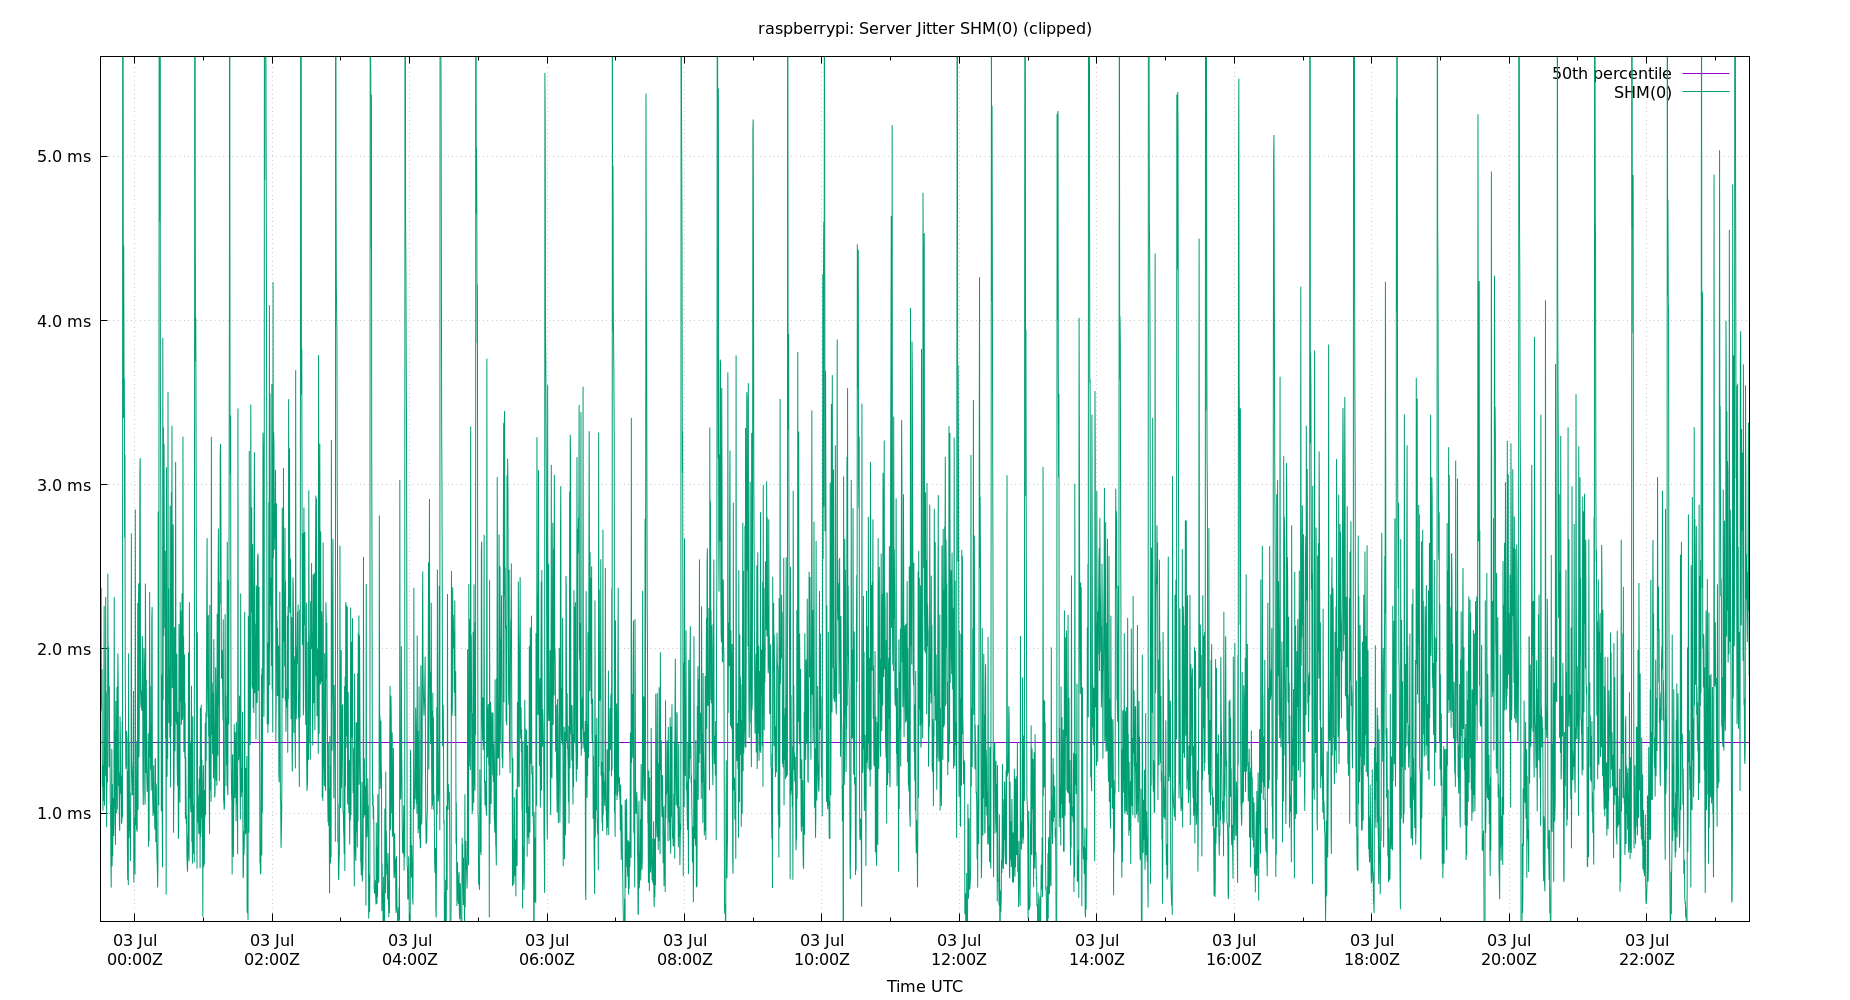 raspberrypi: Server Jitter SHM(0) (clipped)
50th percentile
SHM(0)
5.0 ms
4.0 ms
3.0 ms
2.0 ms
1.0 ms
03 Jul 03 Jul 03 Jul 03 Jul 03 Jul 03 Jul 03 Jul 03 Jul 03 Jul 03 Jul 03 Jul 03 Jul
00:00Z 02:00Z 04:00Z 06:00Z 08:00Z 10:00Z 12:00Z 14:00Z 16:00Z 18:00Z 20:00Z 22:00Z
Time UTC